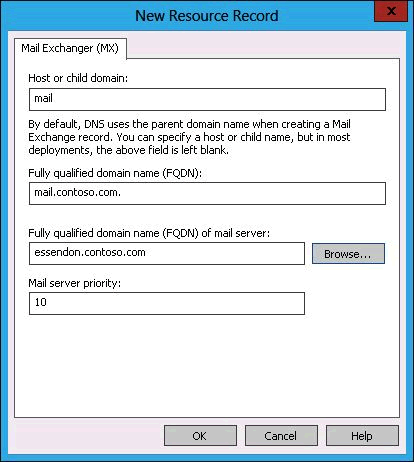 New Resource Record
x
Mail Exchanger (MX)
Host or child domain:
mail
By default, DNS uses the parent domain name when creating a Mail
Exchange record. You can specify a host or child name, but in most
deployments, the above field is left blank.
Fully qualified domain name (FQDN):
mail.contoso.com.
Fully qualified domain name (FQDN) of mail server:
essendon.contoso.com
Browse...
Mail server priority:
10
OK Cancel Help